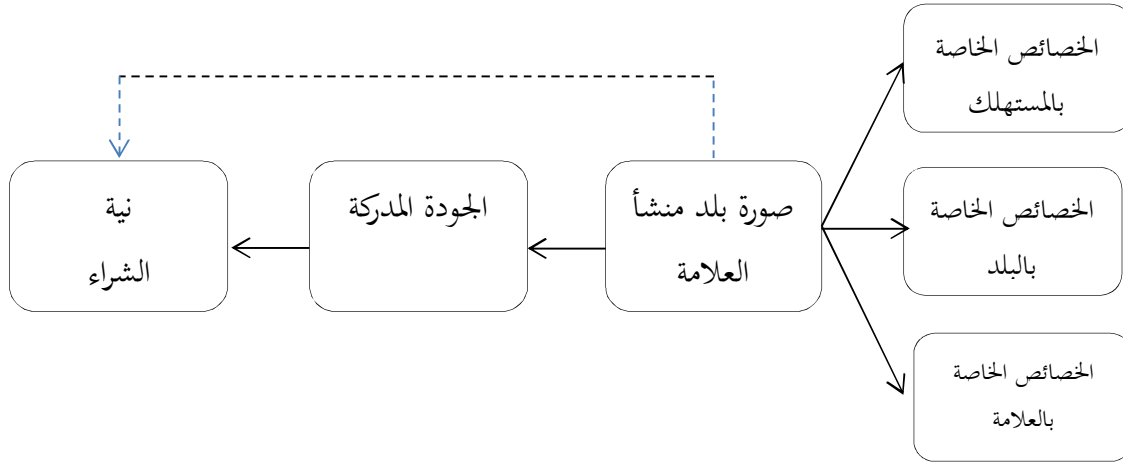 الخصائص الخاصة
بالمستهلك
الخصائص الخاصة
بالبلد
الخصائص الخاصة
بالعلامة
صورة بلد منشأ
العلامة
الجودة المدركة
نية
الشراء